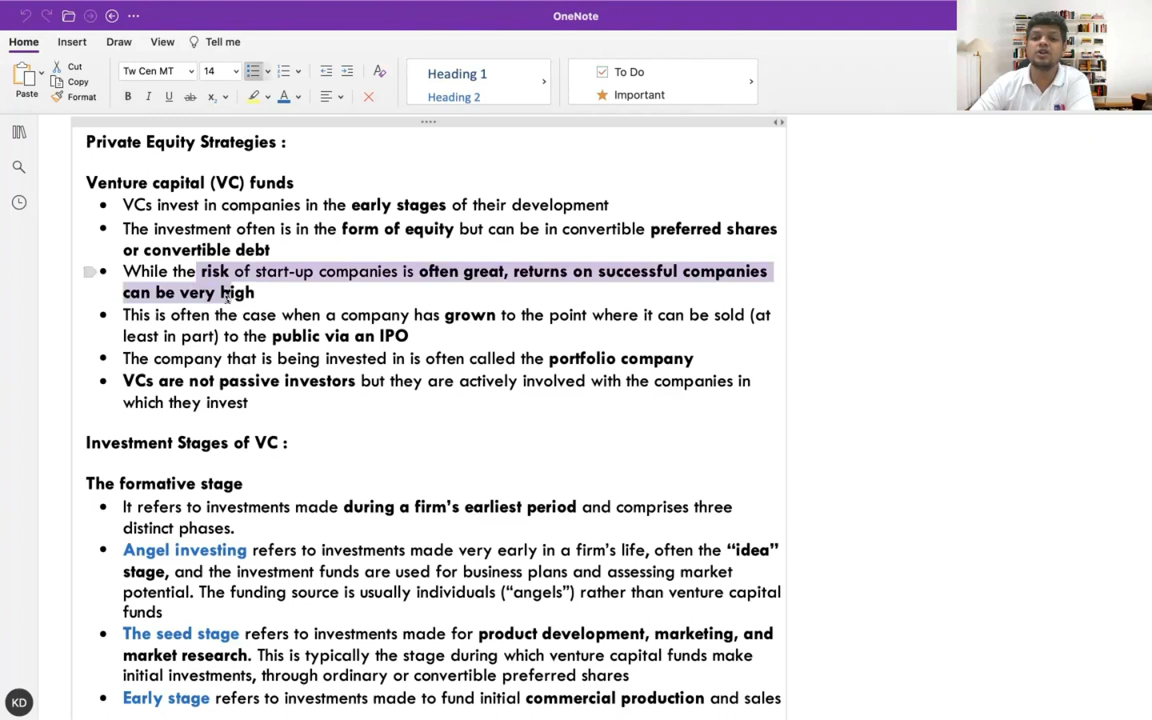 OneNote
Home Insert Draw View Tell me
Paste
Cut
Copy
Format
Tw Cen MT 14
B I U ab X2 A
Heading 1
Heading 2
To Do
Important
Private Equity Strategies :
Venture capital (VC) funds
• VCs invest in companies in the early stages of their development
• The investment often is in the form of equity but can be in convertible preferred shares
or convertible debt
• While the risk of start-up companies is often great, returns on successful companies
can be very high
• This is often the case when a company has grown to the point where it can be sold (at
least in part) to the public via an IPO
• The company that is being invested in is often called the portfolio company
• VCs are not passive investors but they are actively involved with the companies in
which they invest
Investment Stages of VC :
The formative stage
• It refers to investments made during a firm's earliest period and comprises three
distinct phases.
• Angel investing refers to investments made very early in a firm's life, often the “idea”
stage, and the investment funds are used for business plans and assessing market
potential. The funding source is usually individuals (“angels”) rather than venture capital
funds
• The seed stage refers to investments made for product development, marketing, and
market research. This is typically the stage during which venture capital funds make
initial investments, through ordinary or convertible preferred shares
• Early stage refers to investments made to fund initial commercial production and sales
KD